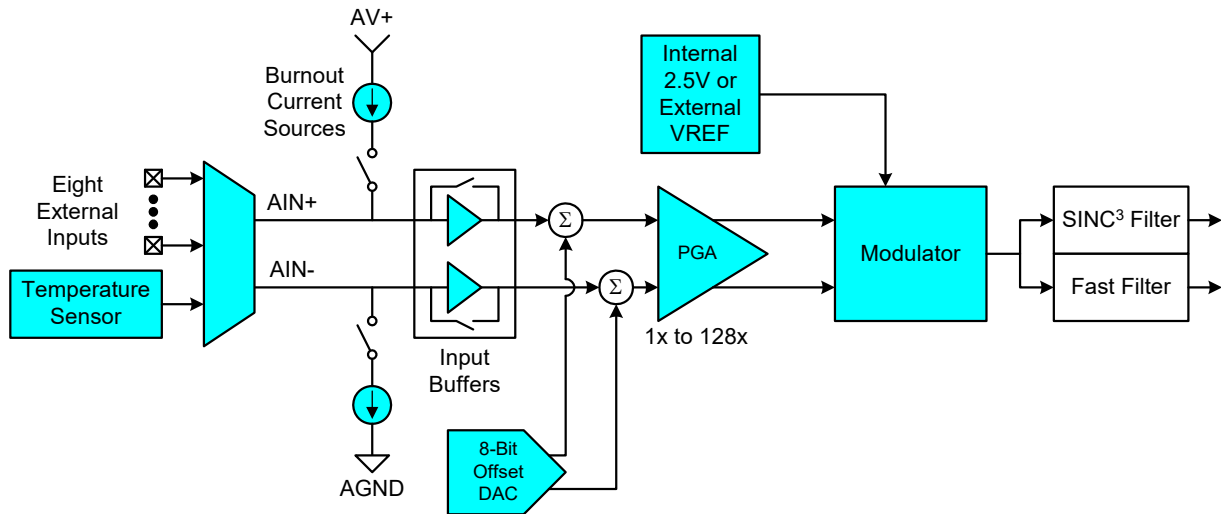 AV+
Burnout
Current
Sources
Internal
2.5V or
External
VREF
Eight
External
Inputs
Temperature
Sensor
AIN+
AIN-
Input
Buffers
Σ
Σ
PGA
1x to 128x
Modulator
SINC³ Filter
Fast Filter
8-Bit
Offset
DAC
AGND